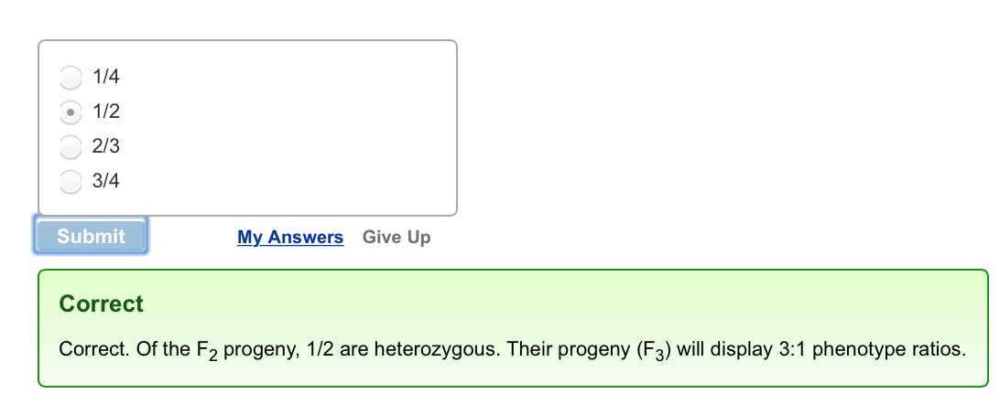 1/4
1/2
2/3
3/4
Submit My Answers Give Up
Correct
Correct. Of the F2 progeny, 1/2 are heterozygous. Their progeny (F3) will display 3:1 phenotype ratios.